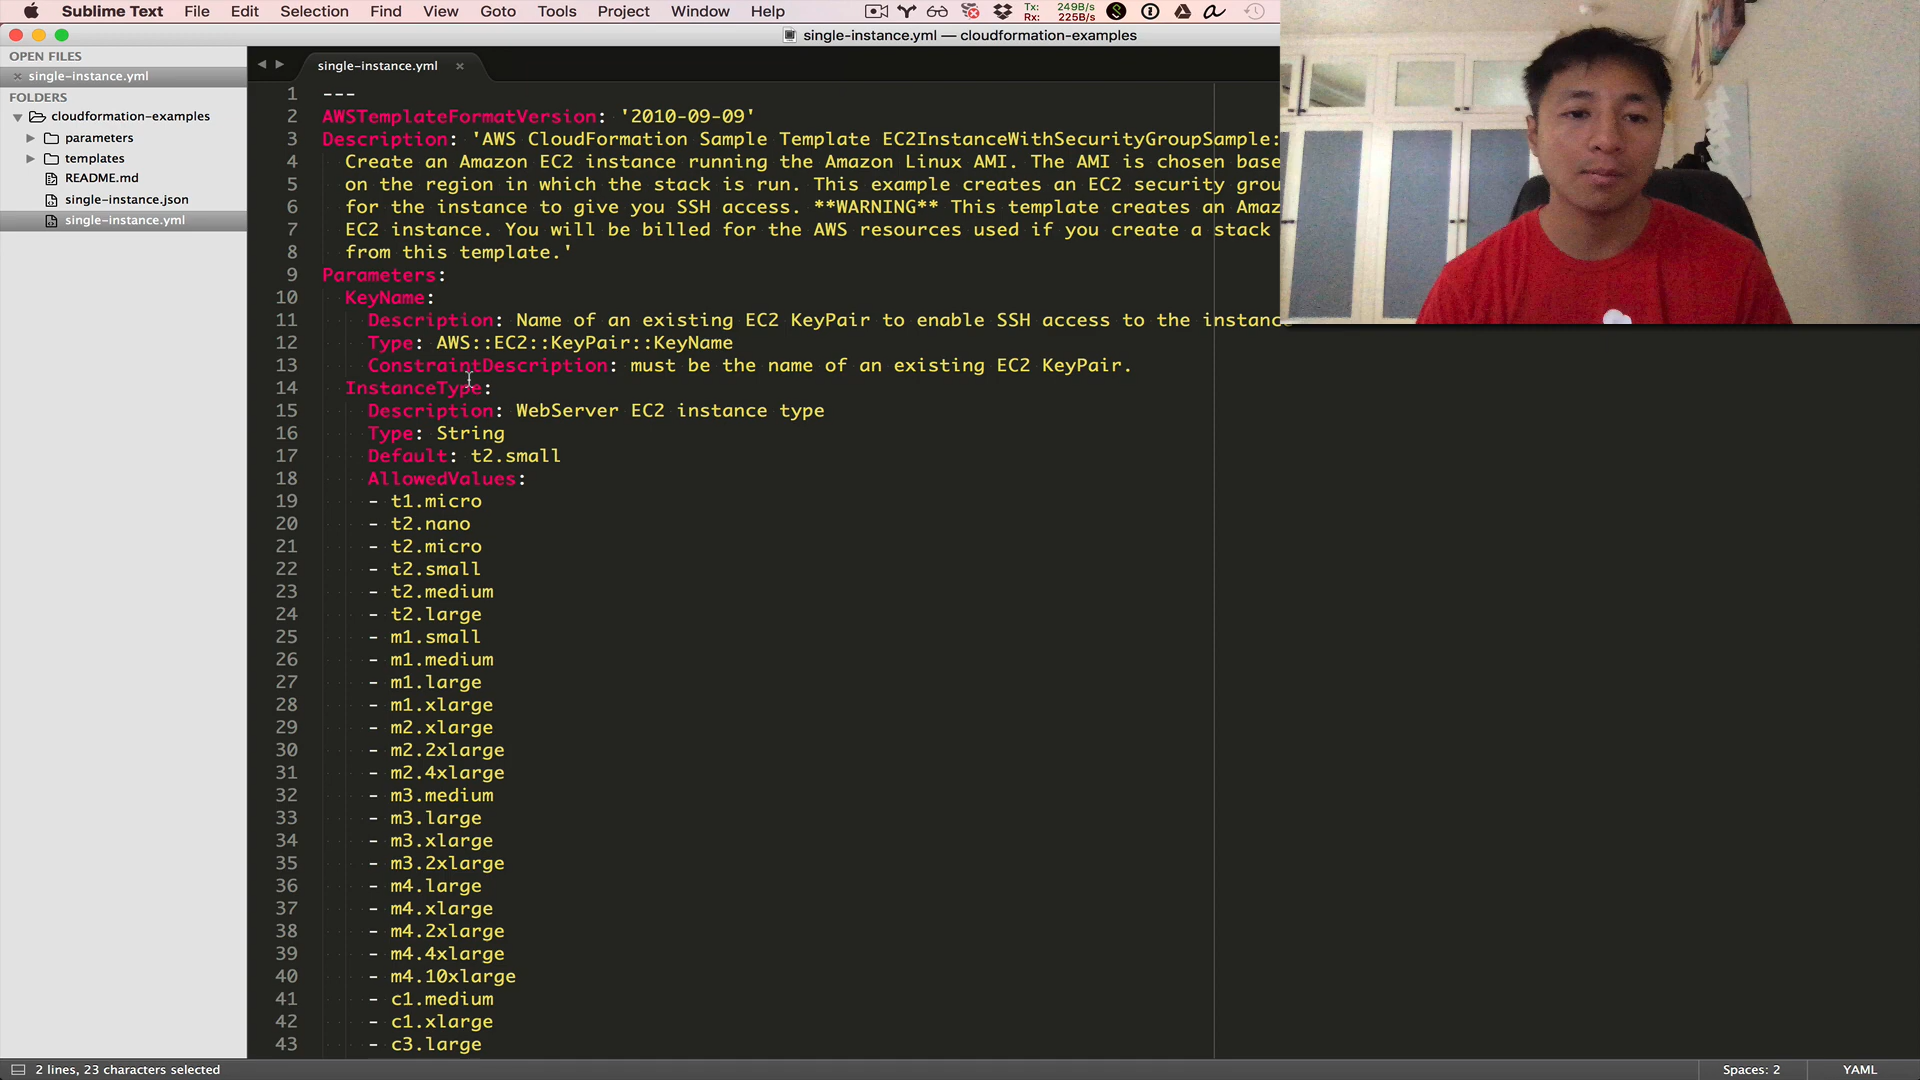 Sublime Text File Edit Selection Find View Goto Tools Project Window Help
Tx: 249B/s
Rx: 225B/s
single-instance.yml — cloudformation-examples
OPEN FILES
single-instance.yml
FOLDERS
cloudformation-examples
parameters
templates
README.md
single-instance.json
single-instance.yml
single-instance.yml
1 ---
2 AWSTemplateFormatVersion: '2010-09-09'
3 Description: 'AWS CloudFormation Sample Template EC2InstanceWithSecurityGroupSample:
4 Create an Amazon EC2 instance running the Amazon Linux AMI. The AMI is chosen base
5 on the region in which the stack is run. This example creates an EC2 security grou
6 for the instance to give you SSH access. **WARNING** This template creates an Amaz
7 EC2 instance. You will be billed for the AWS resources used if you create a stack
8 from this template.'
9 Parameters:
10 KeyName:
11 Description: Name of an existing EC2 KeyPair to enable SSH access to the instance
12 Type: AWS::EC2::KeyPair::KeyName
13 ConstraintDescription: must be the name of an existing EC2 KeyPair.
14 InstanceType:
15 Description: WebServer EC2 instance type
16 Type: String
17 Default: t2.small
18 AllowedValues:
19 - t1.micro
20 - t2.nano
21 - t2.micro
22 - t2.small
23 - t2.medium
24 - t2.large
25 - m1.small
26 - m1.medium
27 - m1.large
28 - m1.xlarge
29 - m2.xlarge
30 - m2.2xlarge
31 - m2.4xlarge
32 - m3.medium
33 - m3.large
34 - m3.xlarge
35 - m3.2xlarge
36 - m4.large
37 - m4.xlarge
38 - m4.2xlarge
39 - m4.4xlarge
40 - m4.10xlarge
41 - c1.medium
42 - c1.xlarge
43 - c3.large
2 lines, 23 characters selected
Spaces: 2
YAML